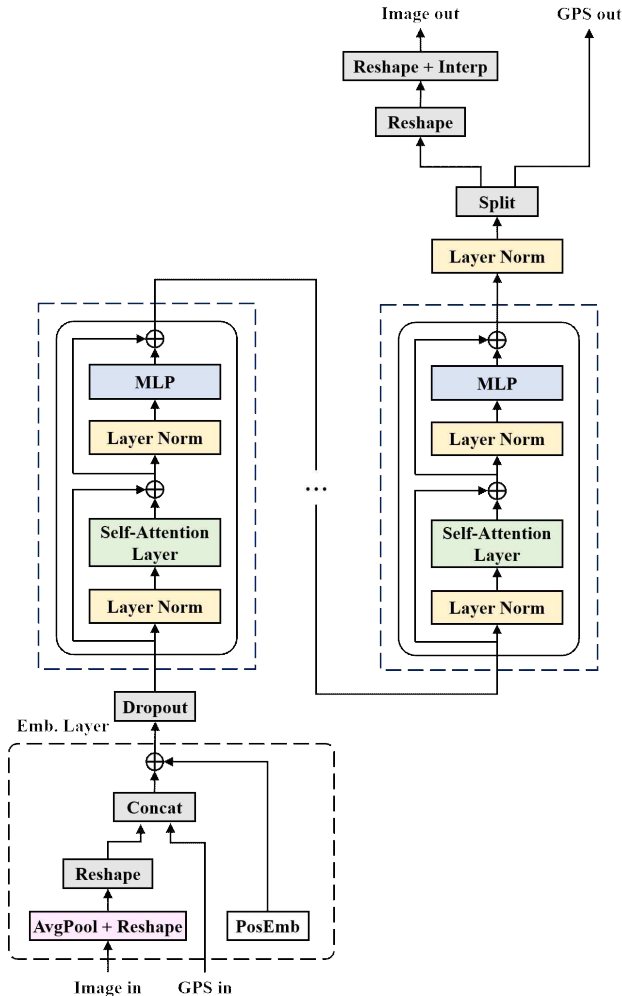 Image out
GPS out
Reshape + Interp
Reshape
Split
Layer Norm
MLP
Layer Norm
Self-Attention
Layer
Layer Norm
...
MLP
Layer Norm
Self-Attention
Layer
Layer Norm
Dropout
Emb. Layer
Concat
Reshape
AvgPool + Reshape
PosEmb
Image in
GPS in